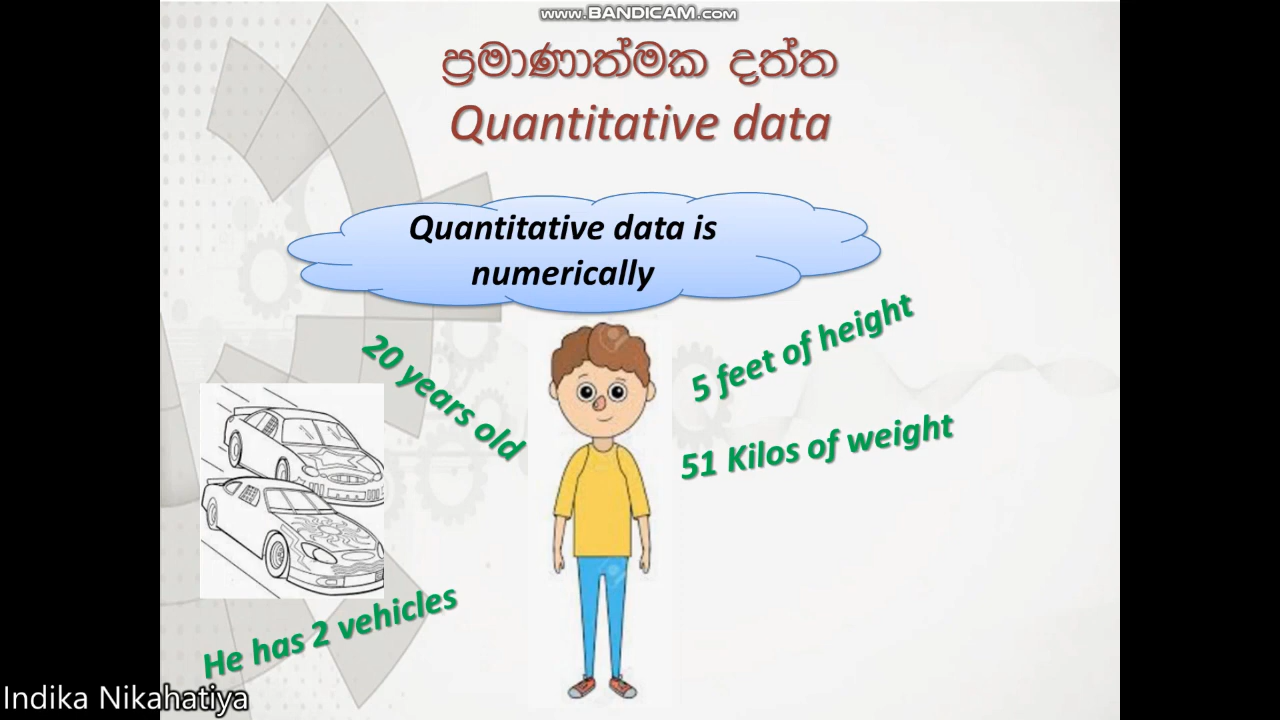 www.BANDICAM.com
ප්‍රමාණාත්මක දත්ත
Quantitative data
Quantitative data is
numerically
20 years old
5 feet of height
51 Kilos of weight
He has 2 vehicles
Indika Nikahatiya